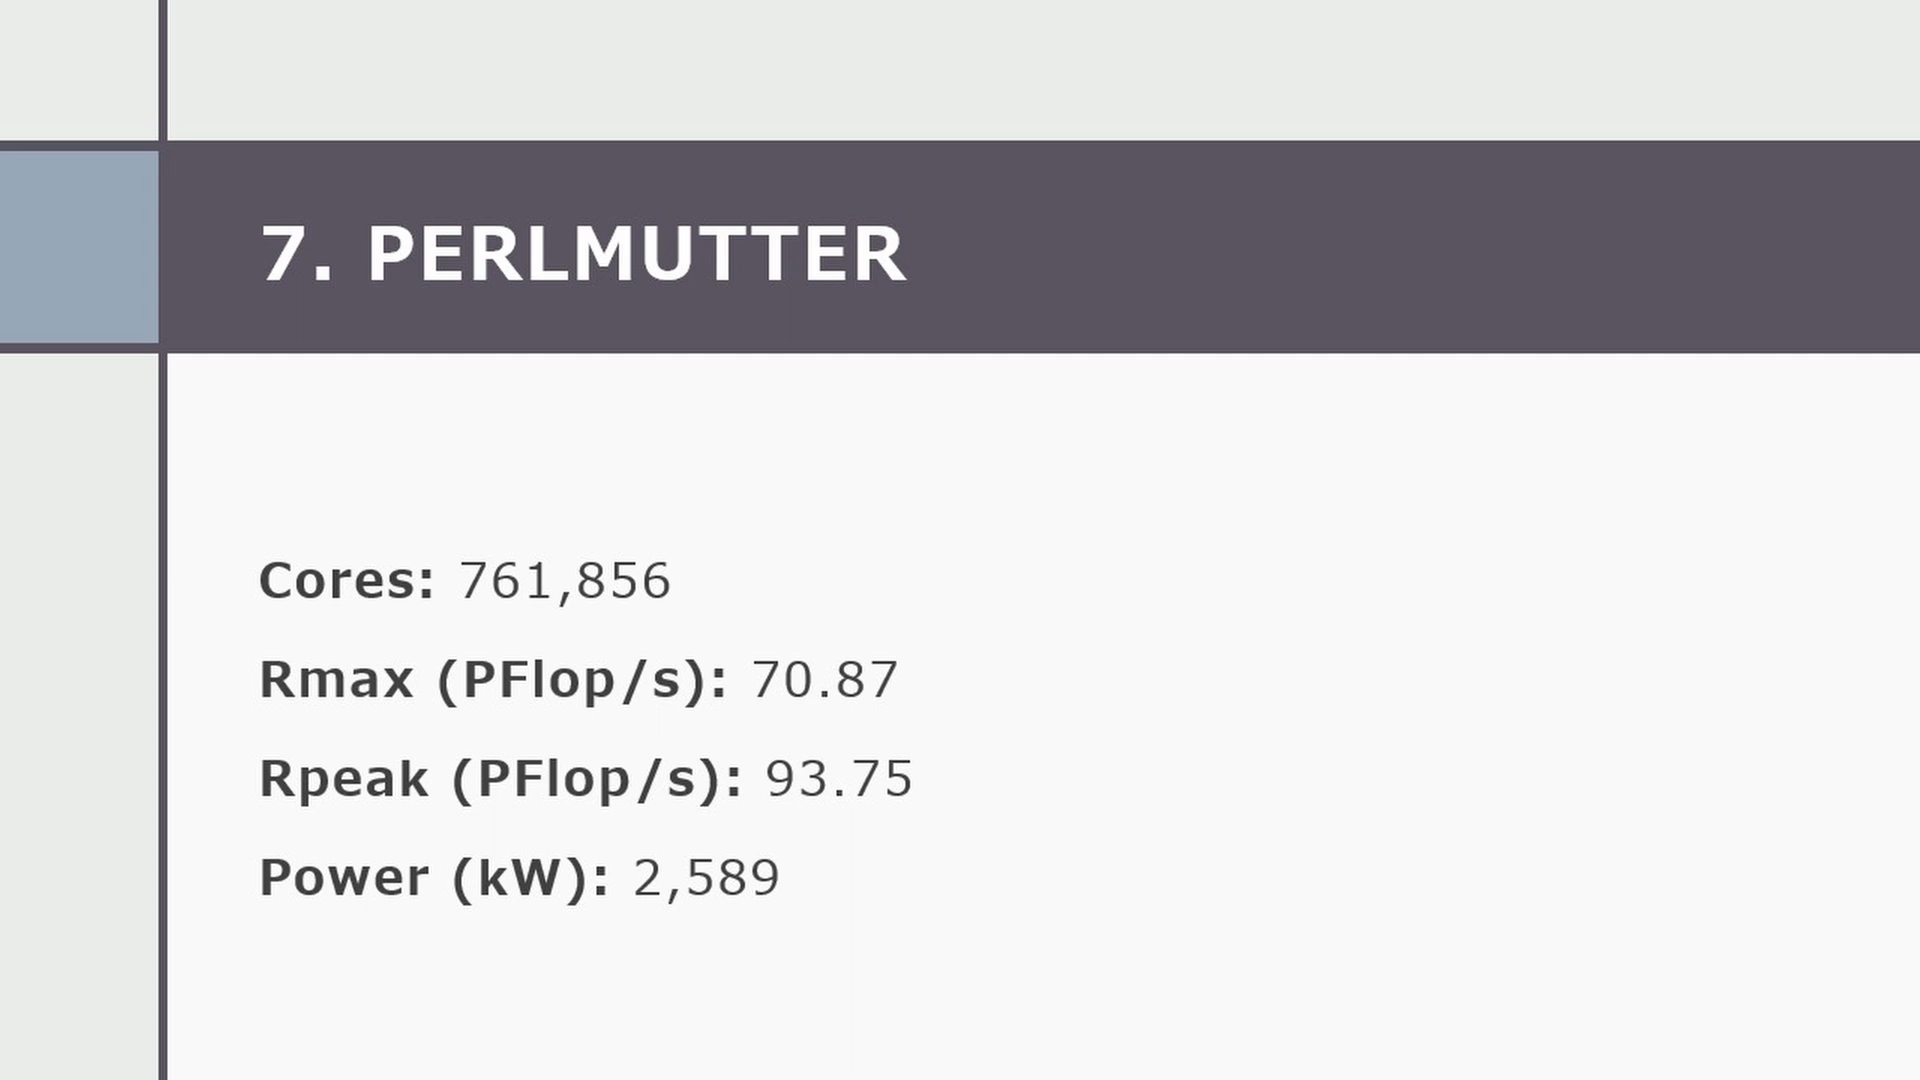 7. PERLMUTTER
Cores: 761,856
Rmax (PFlop/s): 70.87
Rpeak (PFlop/s): 93.75
Power (kW): 2,589